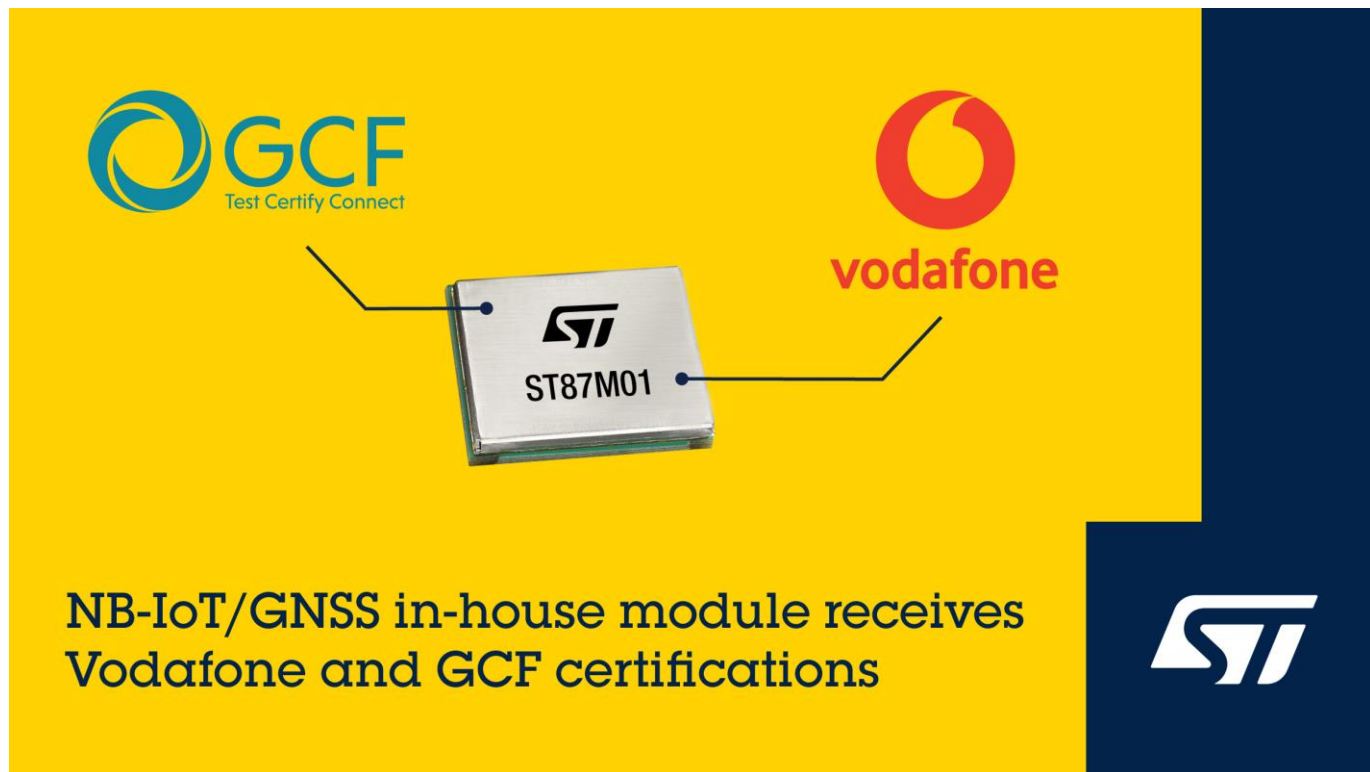 GCF
Test Certify Connect
vodafone
ST
ST87M01
NB-IoT/GNSS in-house module receives
Vodafone and GCF certifications
ST